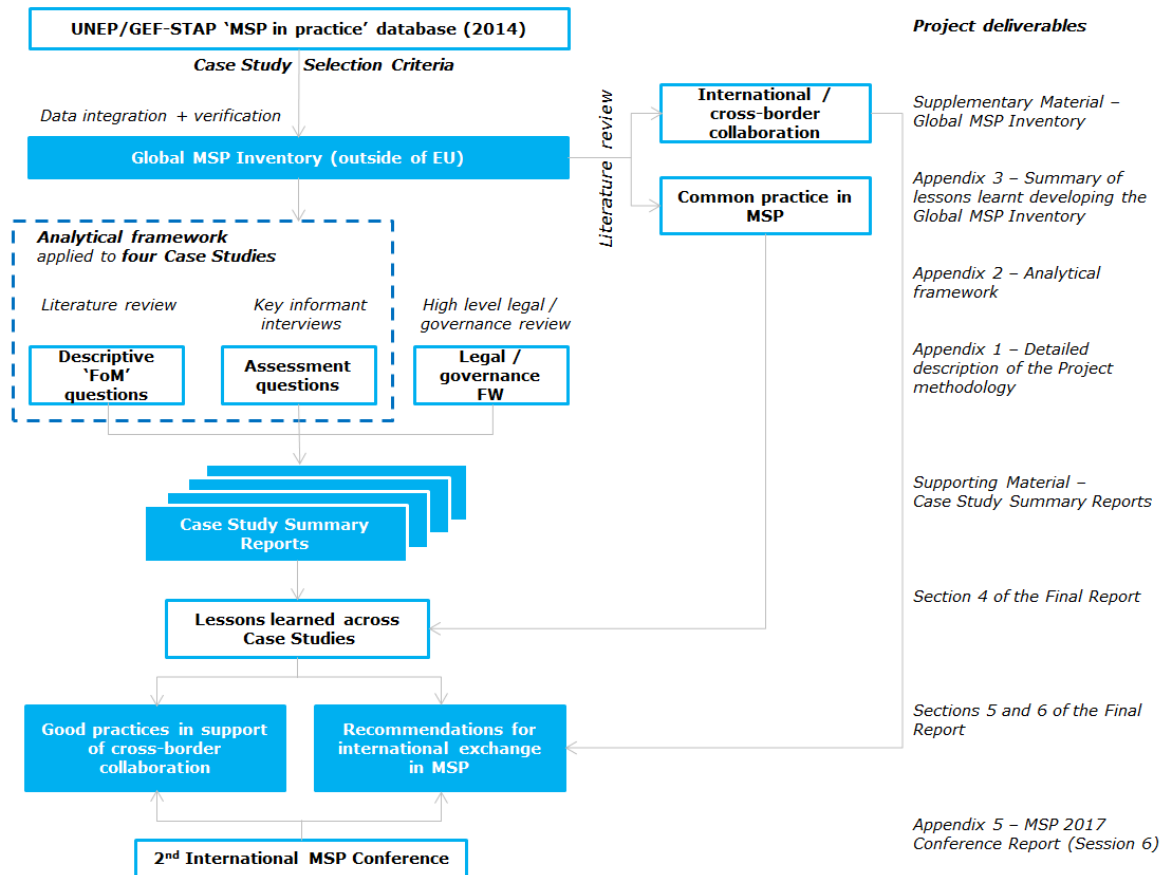 UNEP/GEF-STAP ‘MSP in practice’ database (2014)
Case Study Selection Criteria
Data integration + verification
Global MSP Inventory (outside of EU)
Literature review
International /
cross-border
collaboration
Common practice in
MSP
Analytical framework
applied to four Case Studies
Literature review
Key informant
interviews
High level legal /
governance review
Descriptive
‘FoM’
questions
Assessment
questions
Legal /
governance
FW
Case Study Summary
Reports
Lessons learned across
Case Studies
Good practices in support
of cross-border
collaboration
Recommendations for
international exchange
in MSP
2nd International MSP Conference
Project deliverables
Supplementary Material –
Global MSP Inventory
Appendix 3 – Summary of
lessons learnt developing the
Global MSP Inventory
Appendix 2 – Analytical
framework
Appendix 1 – Detailed
description of the Project
methodology
Supporting Material –
Case Study Summary Reports
Section 4 of the Final Report
Sections 5 and 6 of the Final
Report
Appendix 5 – MSP 2017
Conference Report (Session 6)